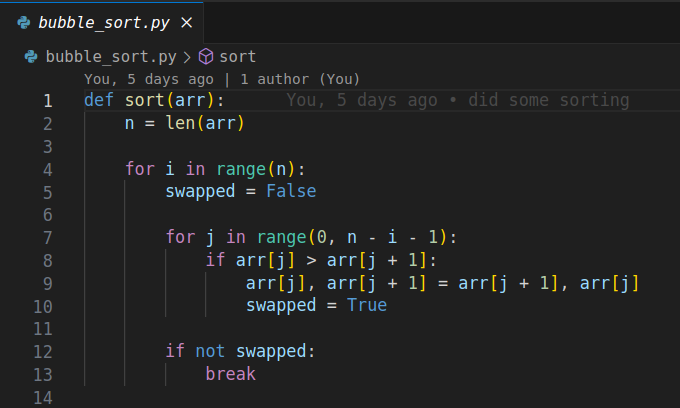 bubble_sort.py ×
bubble_sort.py > sort
You, 5 days ago | 1 author (You)
1 def sort(arr): You, 5 days ago • did some sorting
2     n = len(arr)
3
4     for i in range(n):
5         swapped = False
6
7         for j in range(0, n - i - 1):
8             if arr[j] > arr[j + 1]:
9                 arr[j], arr[j + 1] = arr[j + 1], arr[j]
10                 swapped = True
11
12         if not swapped:
13             break
14